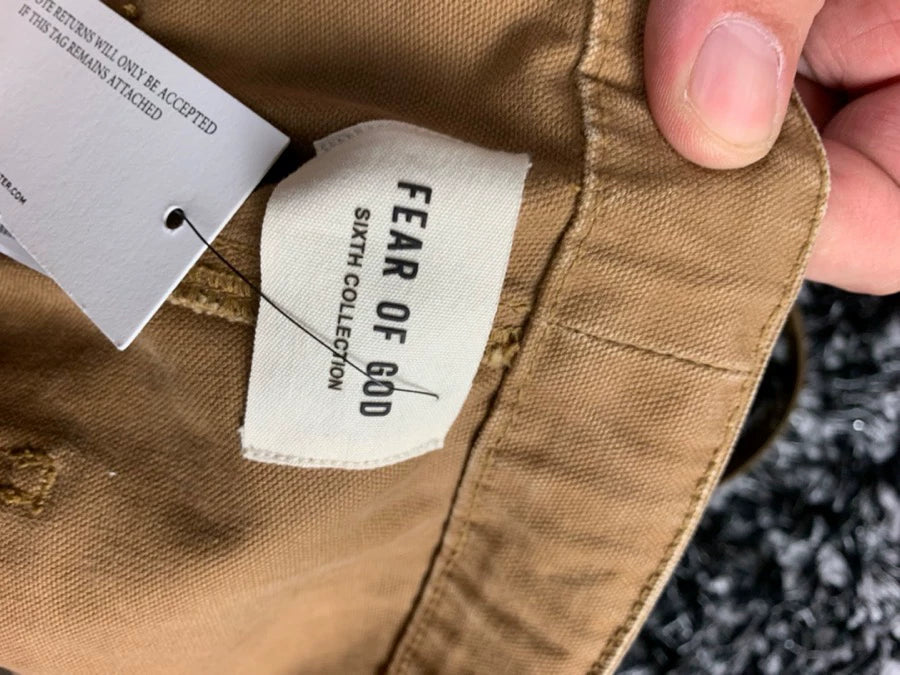 RETURNS WILL ONLY BE ACCEPTED
IF THIS TAG REMAINS ATTACHED
FEAR OF GOD
SIXTH COLLECTION